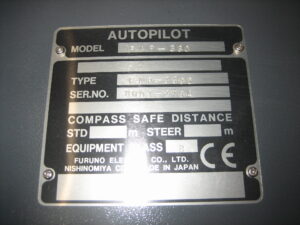 AUTOPILOT
MODEL
TYPE
SER.NO.
COMPASS SAFE DISTANCE
STD m STEER m
EQUIPMENT CLASS
FURUNO ELECTRIC CO., LTD.
NISHINOMIYA CITY MADE IN JAPAN
CE